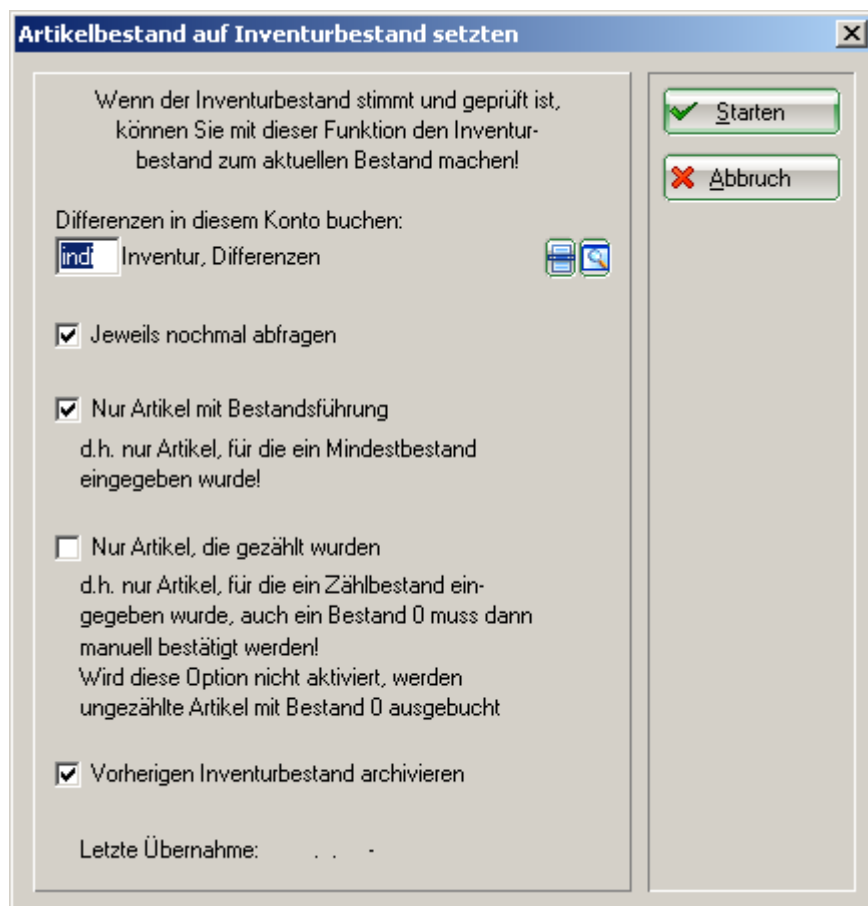 Artikelbestand auf Inventurbestand setzten
Wenn der Inventurbestand stimmt und geprüft ist,
können Sie mit dieser Funktion den Inventur-
bestand zum aktuellen Bestand machen!
Starten
Abbruch
Differenzen in diesem Konto buchen:
indi Inventur, Differenzen
Jeweils nochmal abfragen
Nur Artikel mit Bestandsführung
d.h. nur Artikel, für die ein Mindestbestand
eingegeben wurde!
Nur Artikel, die gezählt wurden
d.h. nur Artikel, für die ein Zählbestand ein-
gegeben wurde, auch ein Bestand 0 muss dann
manuell bestätigt werden!
Wird diese Option nicht aktiviert, werden
ungezählte Artikel mit Bestand 0 ausgebucht
Vorherigen Inventurbestand archivieren
Letzte Übernahme: . . -